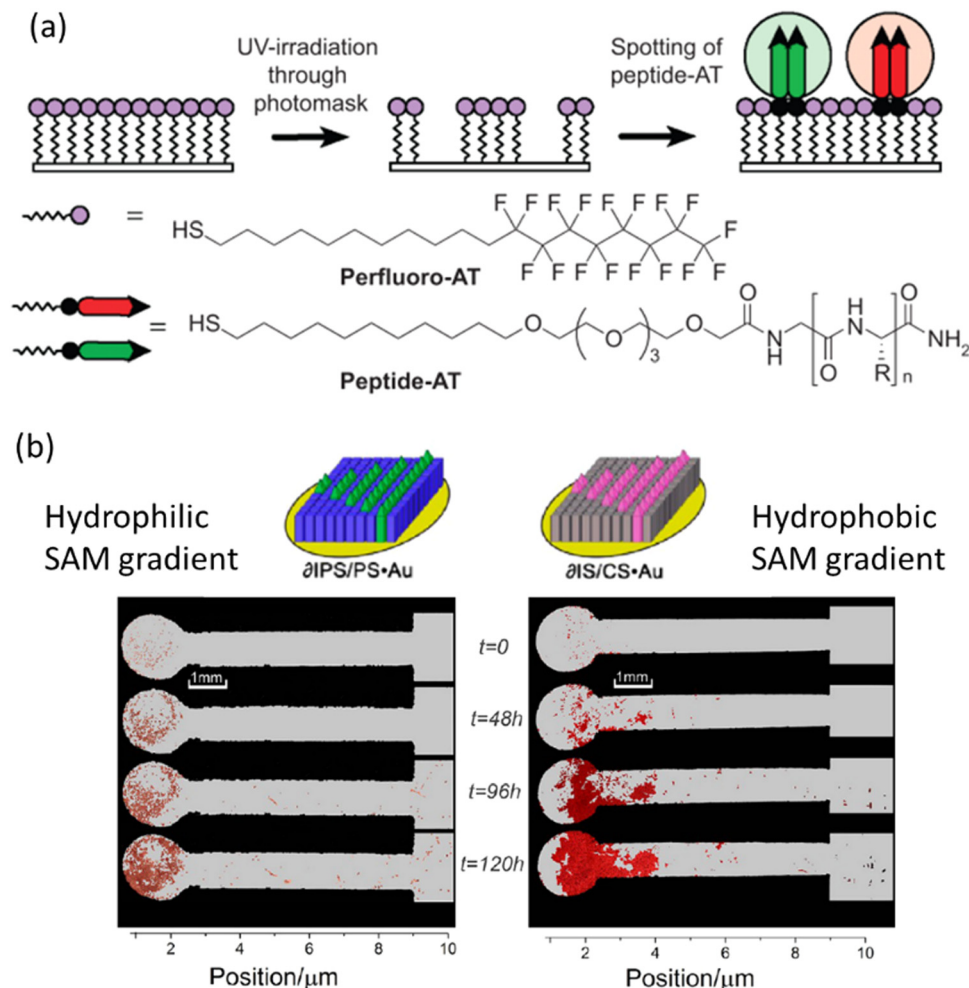 (a)
UV-irradiation
through
photomask
Spotting of
peptide-AT
=
HS
F F F F F F F F
F
F F F F F F F F
Perfluoro-AT
=
HS
O
O
3
O
O
N
H
O
H
N
R
n
O
NH2
Peptide-AT
(b)
Hydrophilic
SAM gradient
∂IPS/PS•Au
∂IS/CS•Au
Hydrophobic
SAM gradient
t=0
1mm
1mm
t=48h
t=96h
t=120h
2 4 6 8 10
Position/μm
2 4 6 8 10
Position/μm